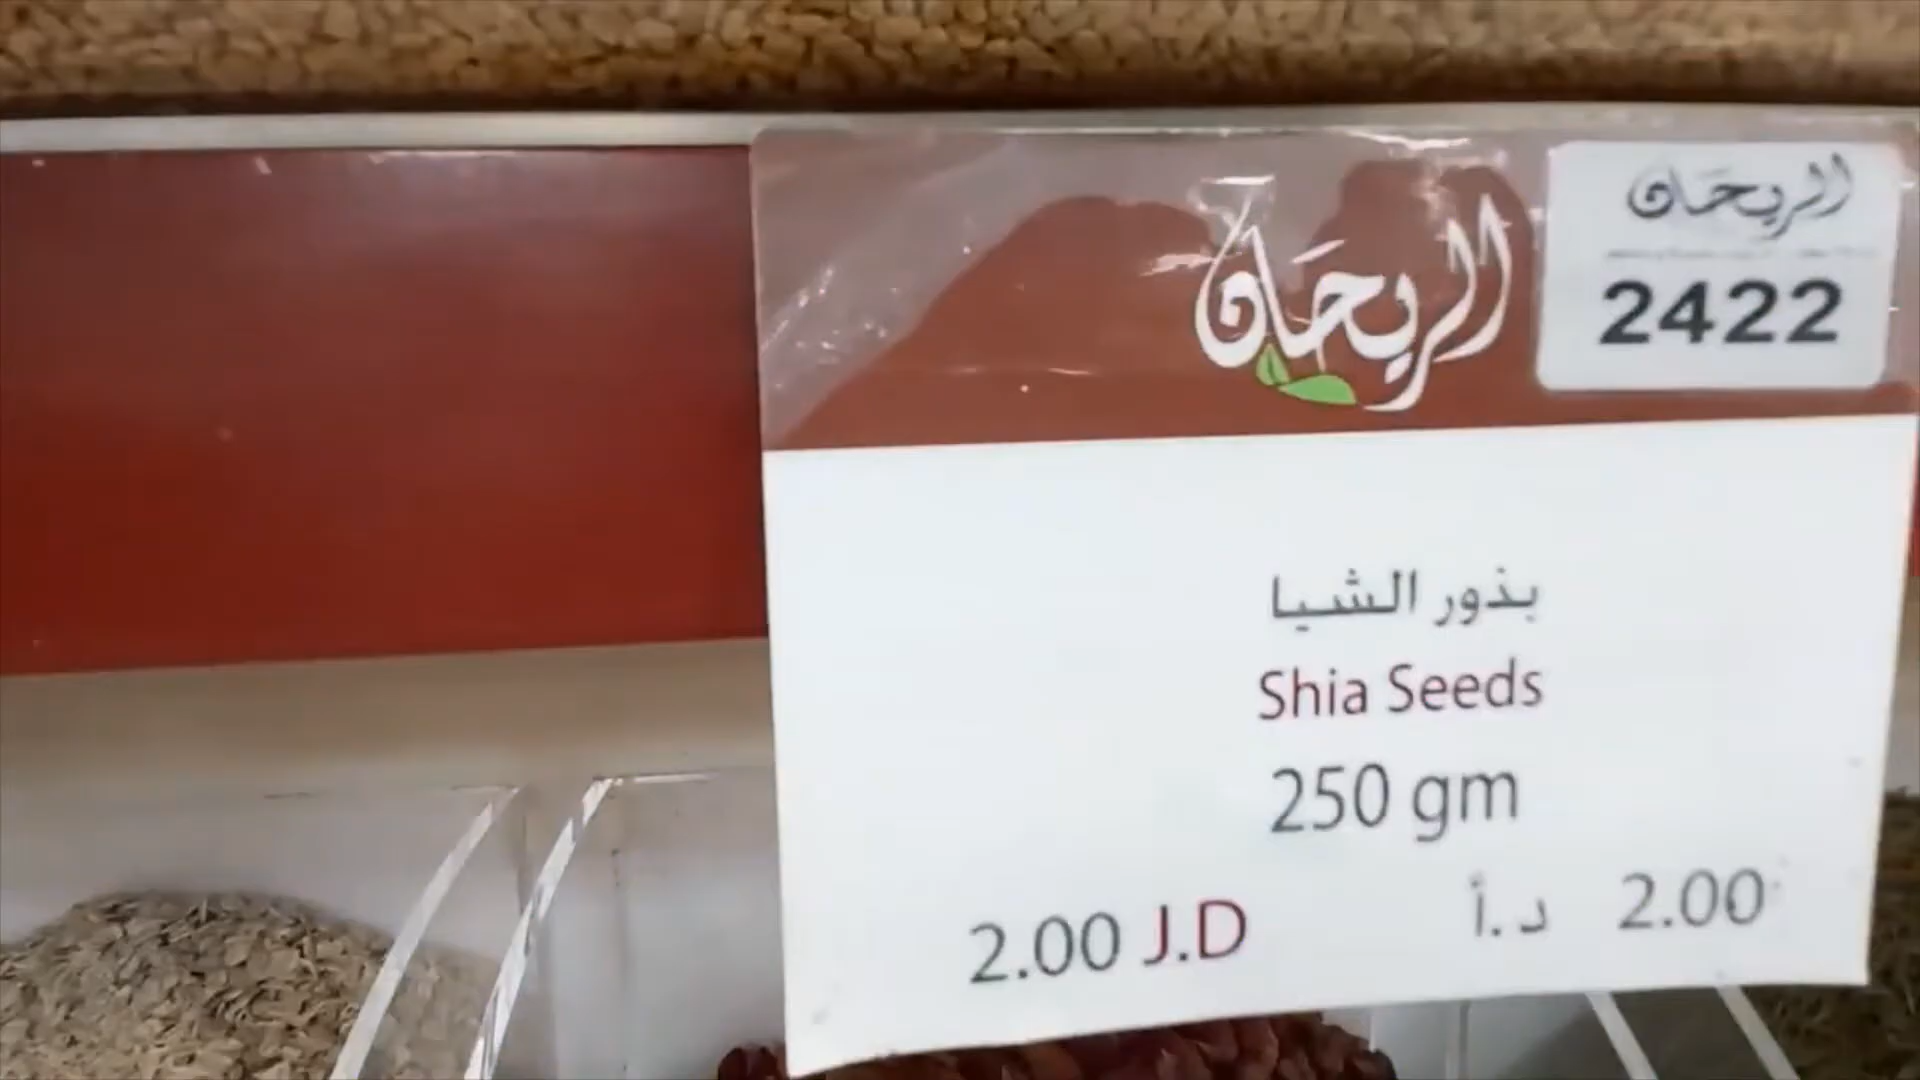 الريحان
الريحان
2422
بذور الشيا
Shia Seeds
250 gm
2.00 J.D
2.00 د.أ